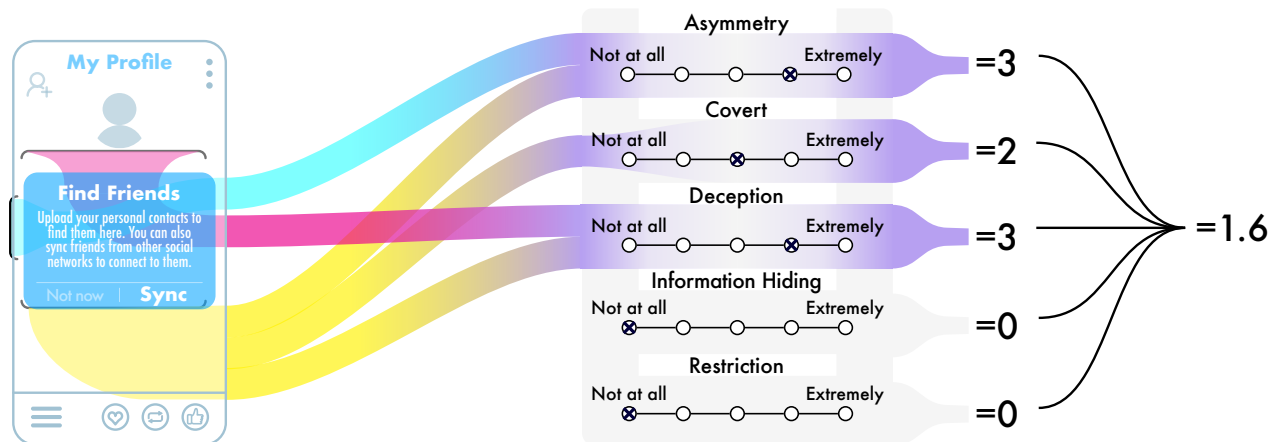 My Profile
Find Friends
Upload your personal contacts to
find them here. You can also
sync friends from other social
networks to connect to them.
Not now | Sync
Asymmetry
Not at all Extremely
=3
Covert
Not at all Extremely
=2
Deception
Not at all Extremely
=3
Information Hiding
Not at all Extremely
=0
Restriction
Not at all Extremely
=0
=1.6